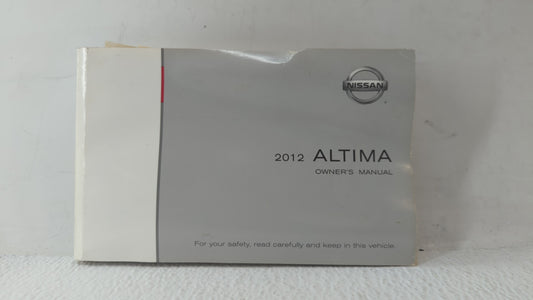 NISSAN
2012 ALTIMA
OWNER'S MANUAL
For your safety, read carefully and keep in this vehicle.